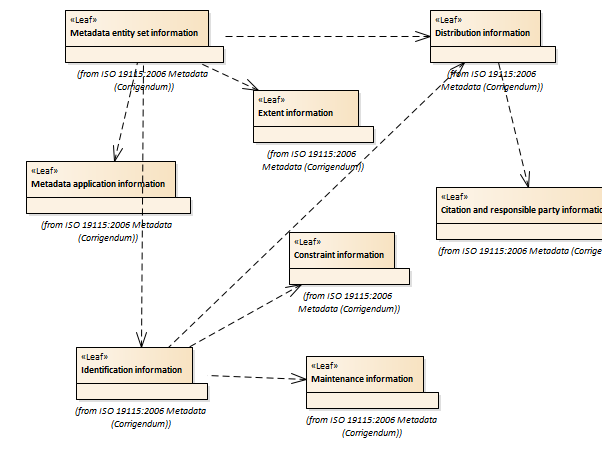 «Leaf»
Metadata entity set information
(from ISO 19115:2006 Metadata
(Corrigendum))
«Leaf»
Distribution information
(from ISO 19115:2006
Metadata (Corrigendum))
«Leaf»
Extent information
(from ISO 19115:2006
Metadata (Corrigendum))
«Leaf»
Metadata application information
(from ISO 19115:2006 Metadata
(Corrigendum))
«Leaf»
Citation and responsible party informatio
(from ISO 19115:2006 Metadata (Corrige
«Leaf»
Constraint information
(from ISO 19115:2006
Metadata (Corrigendum))
«Leaf»
Identification information
(from ISO 19115:2006 Metadata
(Corrigendum))
«Leaf»
Maintenance information
(from ISO 19115:2006 Metadata
(Corrigendum))